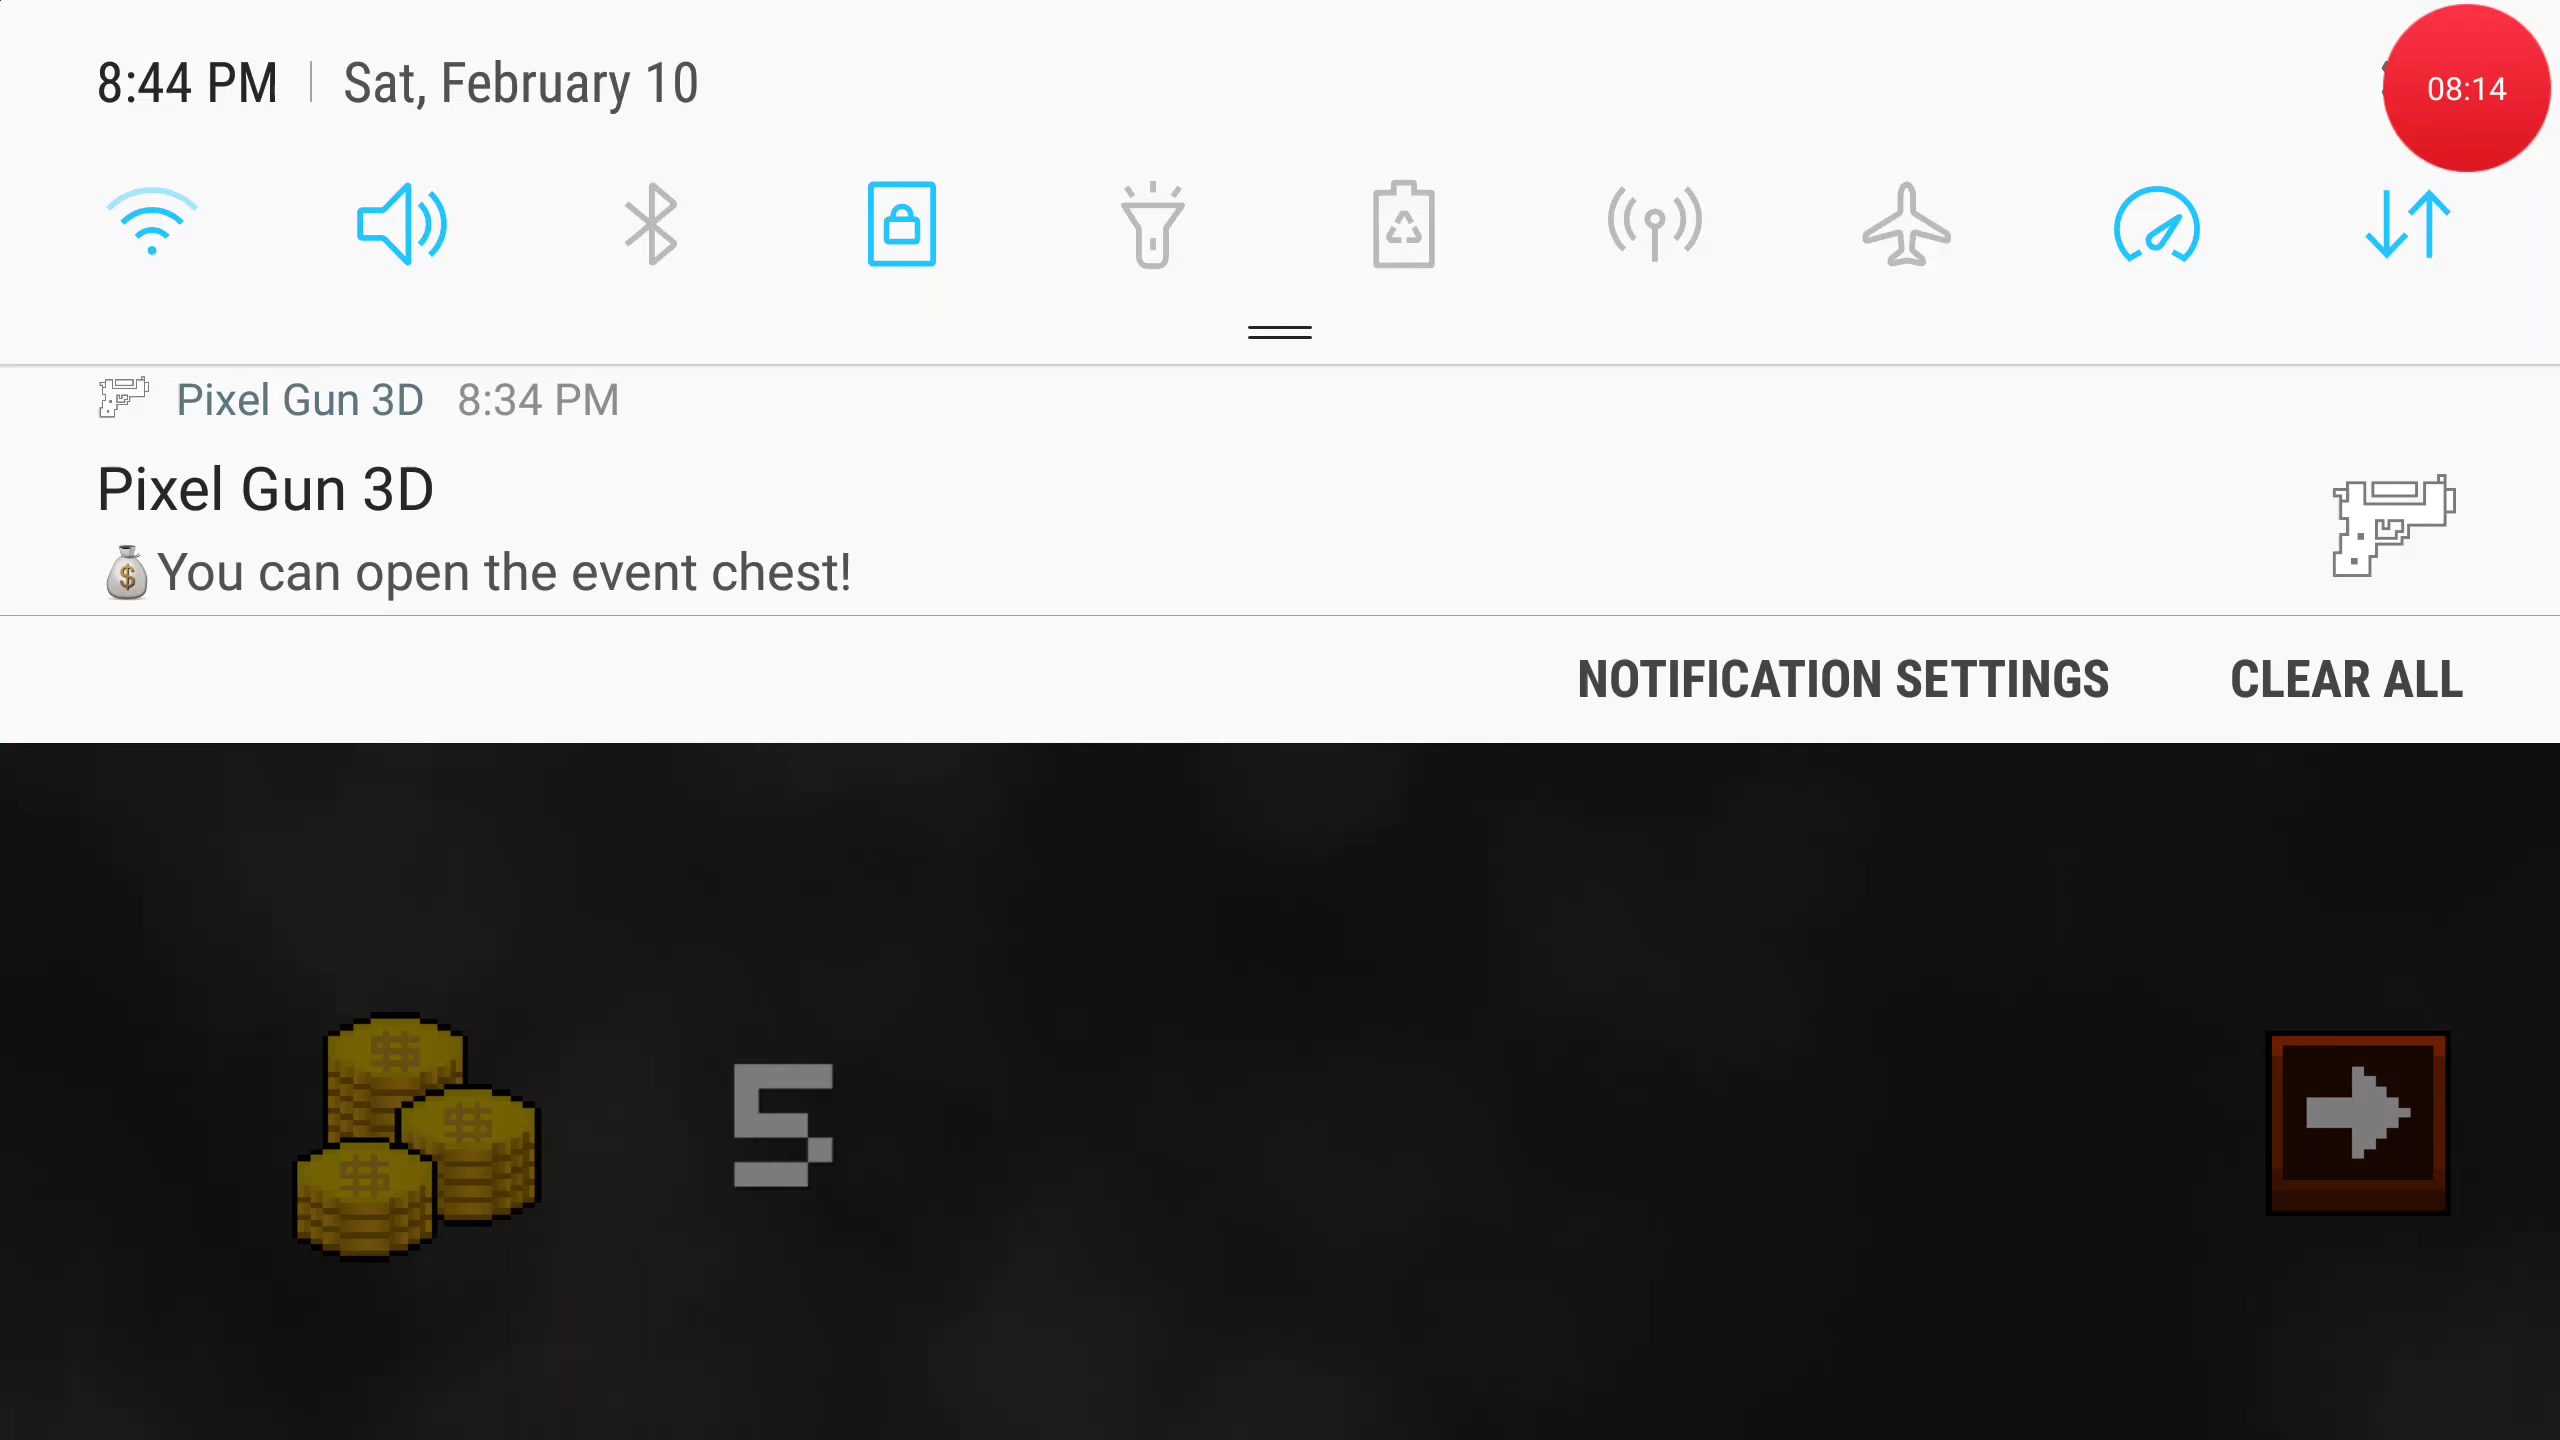 8:44 PM
Sat, February 10
08:14
Pixel Gun 3D 8:34 PM
Pixel Gun 3D
💰You can open the event chest!
NOTIFICATION SETTINGS
CLEAR ALL
5